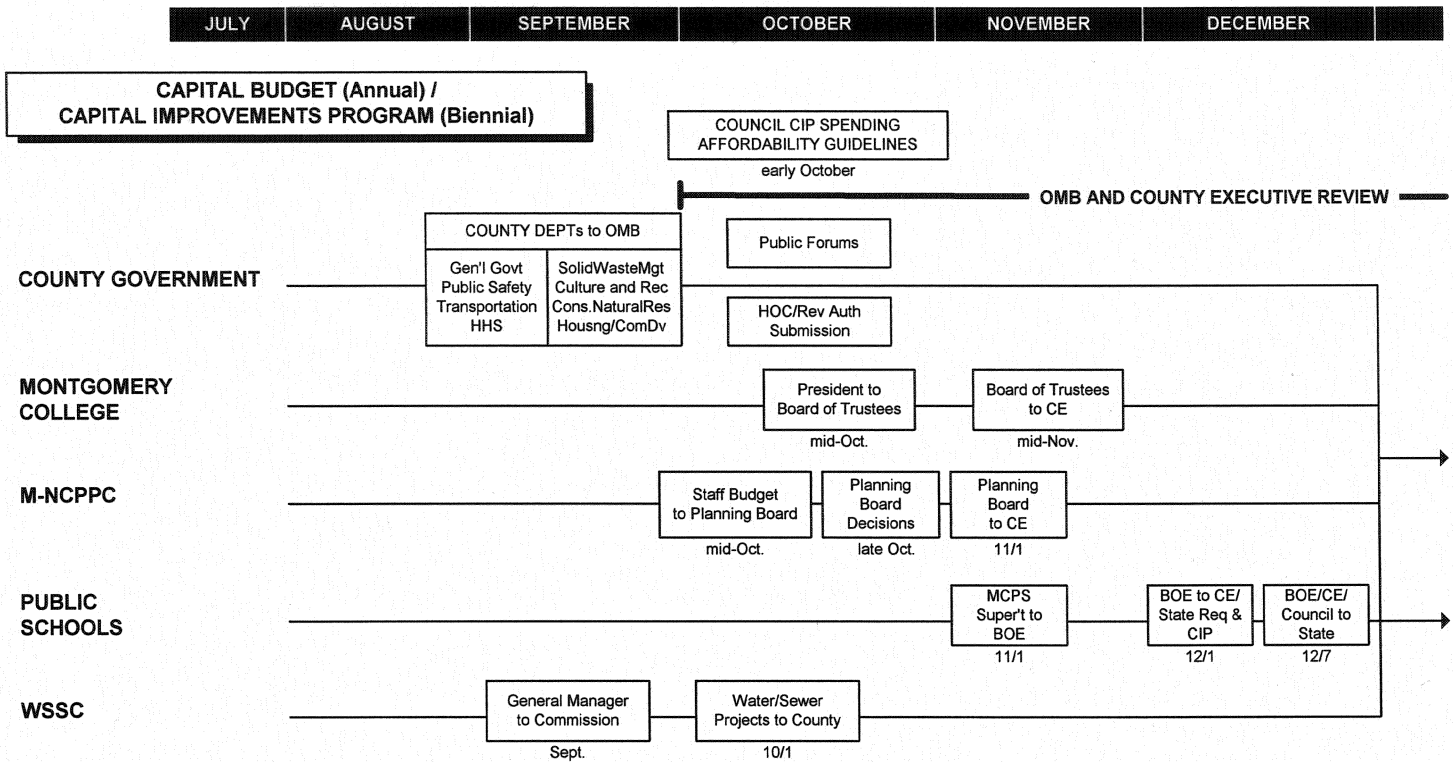 JULY
AUGUST
SEPTEMBER
OCTOBER
NOVEMBER
DECEMBER
CAPITAL BUDGET (Annual) /
CAPITAL IMPROVEMENTS PROGRAM (Biennial)
COUNCIL CIP SPENDING
AFFORDABILITY GUIDELINES
early October
OMB AND COUNTY EXECUTIVE REVIEW
COUNTY GOVERNMENT
COUNTY DEPTs to OMB
Gen'l Govt
Public Safety
Transportation
HHS
SolidWasteMgt
Culture and Rec
Cons.NaturalRes
Housng/ComDv
Public Forums
HOC/Rev Auth
Submission
MONTGOMERY
COLLEGE
President to
Board of Trustees
mid-Oct.
Board of Trustees
to CE
mid-Nov.
M-NCPPC
Staff Budget
to Planning Board
mid-Oct.
Planning
Board
Decisions
late Oct.
Planning
Board
to CE
11/1
PUBLIC
SCHOOLS
MCPS
Super't to
BOE
11/1
BOE to CE/
State Req &
CIP
12/1
BOE/CE/
Council to
State
12/7
WSSC
General Manager
to Commission
Sept.
Water/Sewer
Projects to County
10/1